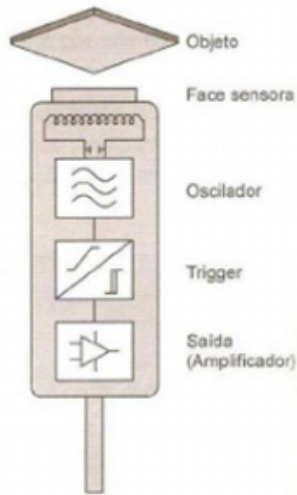 Objeto
Face sensora
Oscilador
Trigger
Saída
(Amplificador)